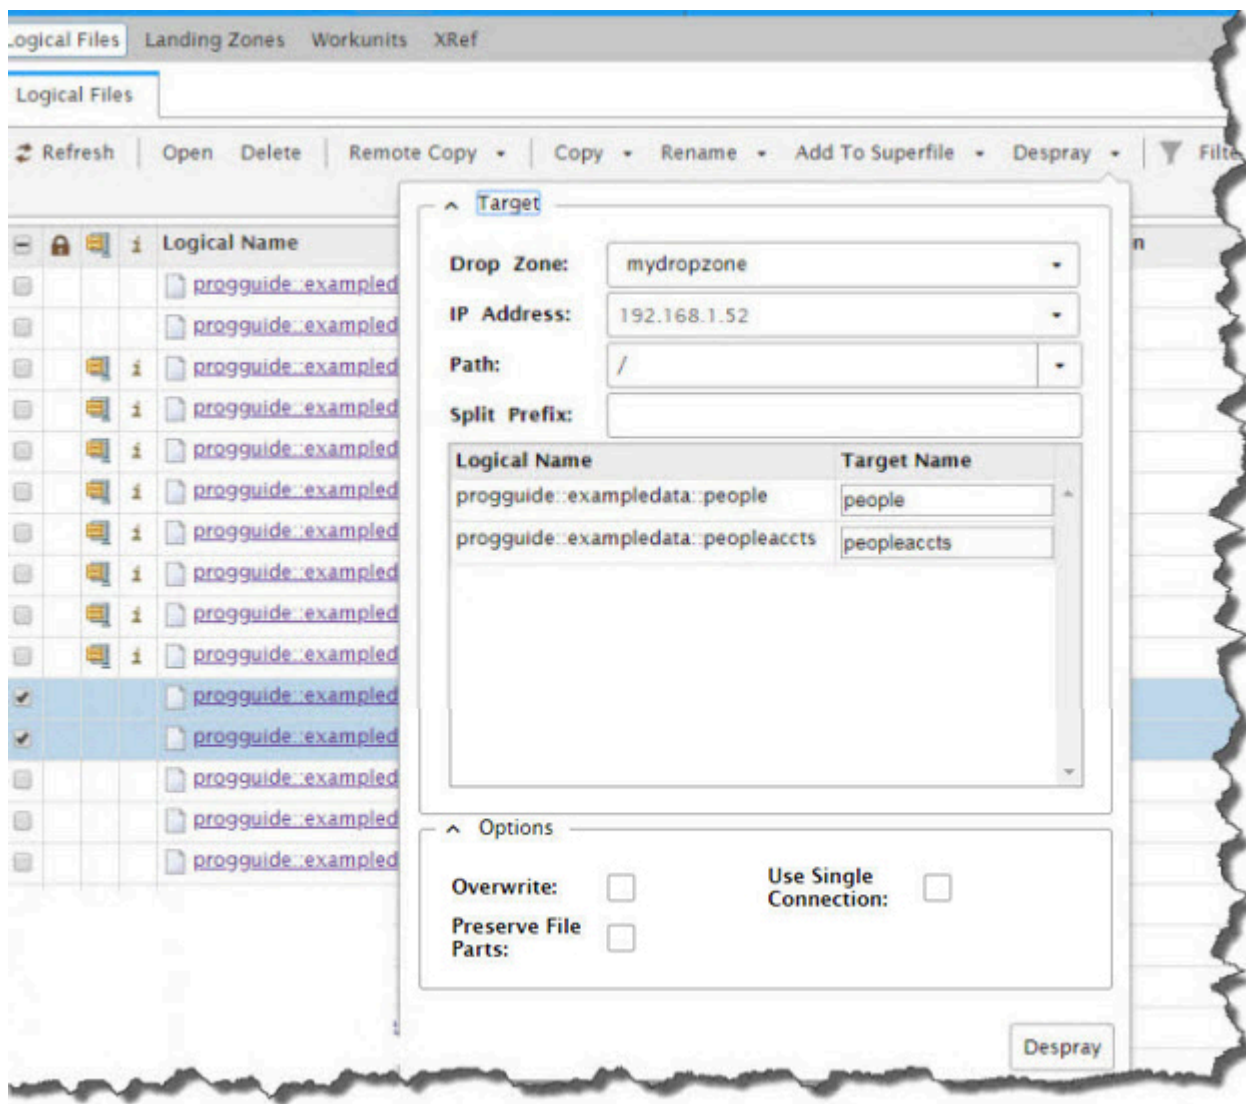 Logical Files Landing Zones Workunits XRef
Logical Files
Refresh Open Delete Remote Copy Copy Rename Add To Superfile Despray
Target
i Logical Name
Drop Zone: mydropzone
progguide::exampled
IP Address: 192.168.1.52
progguide::exampled
Path: /
i progguide::exampled
Split Prefix:
i progguide::exampled
Logical Name Target Name
i progguide::exampled
progguide::exampledata::people people
i progguide::exampled
progguide::exampledata::peopleaccts peopleaccts
i progguide::exampled
i progguide::exampled
i progguide::exampled
i progguide::exampled
progguide::exampled
progguide::exampled
progguide::exampled
progguide::exampled
progguide::exampled
Options
Overwrite:
Use Single
Connection:
Preserve File
Parts:
Despray